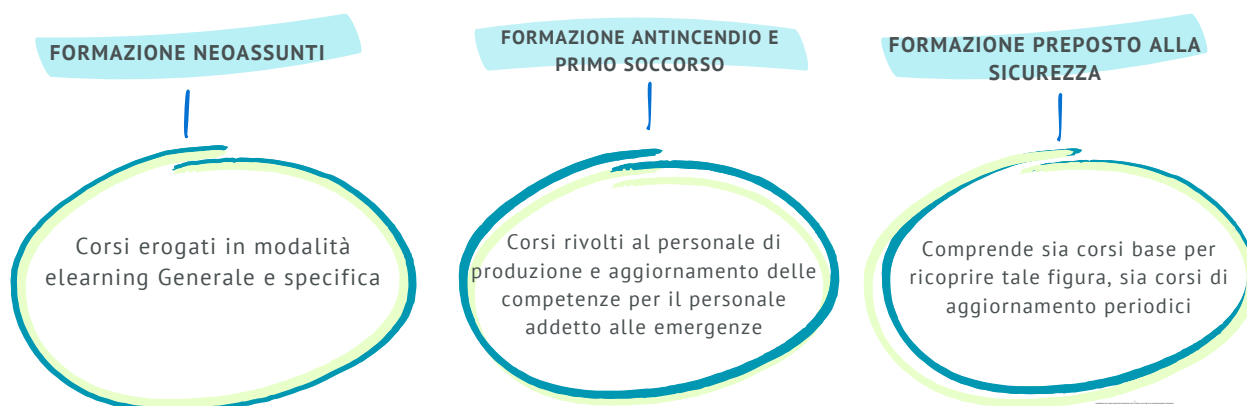 FORMAZIONE NEOASSUNTI
Corsi erogati in modalità
elearning Generale e specifica
FORMAZIONE ANTINCENDIO E
PRIMO SOCCORSO
Corsi rivolti al personale di
produzione e aggiornamento delle
competenze per il personale
addetto alle emergenze
FORMAZIONE PREPOSTO ALLA
SICUREZZA
Comprende sia corsi base per
ricoprire tale figura, sia corsi di
aggiornamento periodici